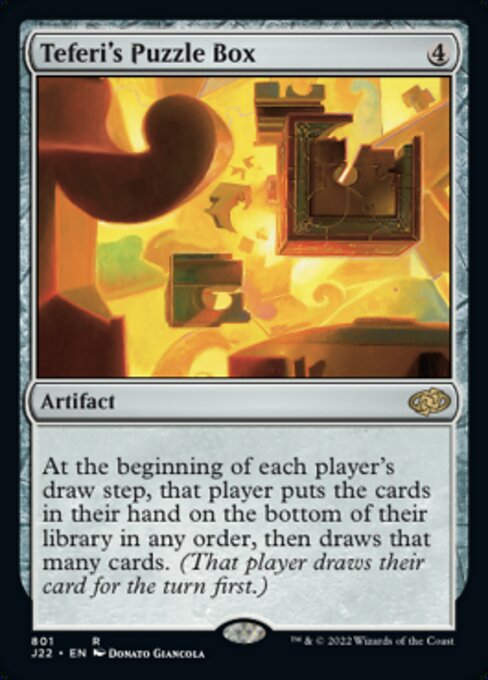 Teferi's Puzzle Box 4
Artifact
At the beginning of each player's
draw step, that player puts the cards
in their hand on the bottom of their
library in any order, then draws that
many cards. (That player draws their
card for the turn first.)
801 R
J22 • EN Donato Giancola
™ & © 2022 Wizards of the Coast